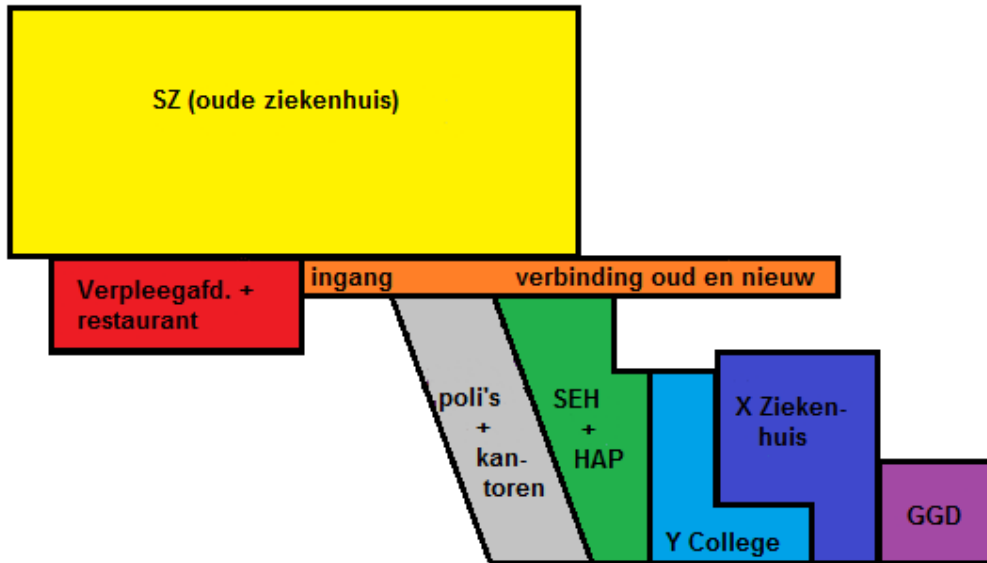 SZ (oude ziekenhuis)
ingang
verbinding oud en nieuw
Verpleegafd. +
restaurant
poli's
+
kan-
toren
SEH
+
HAP
X Zieken-
huis
Y College
GGD